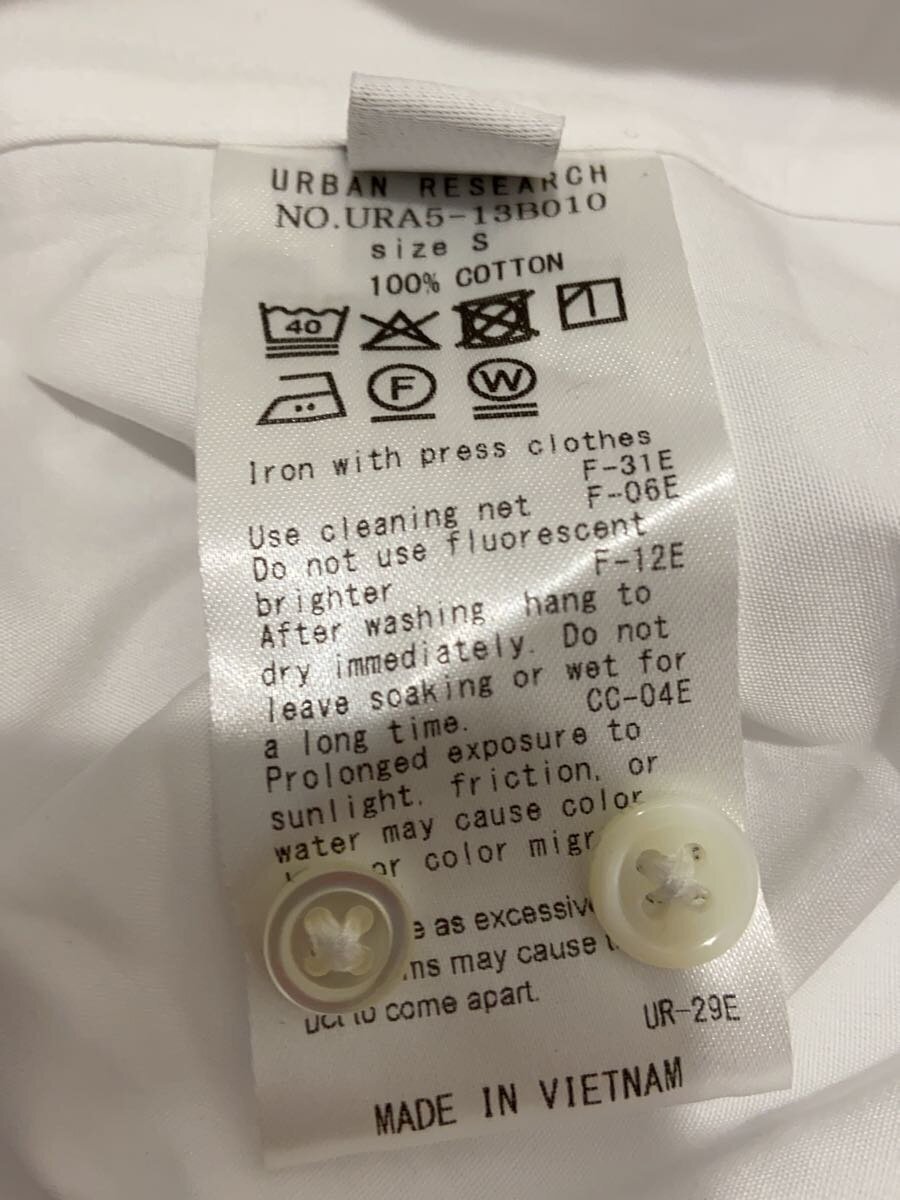 URBAN RESEARCH
NO.URA5-13B010
size S
100% COTTON
40
F W
Iron with press clothes
F-31E
Use cleaning net F-06E
Do not use fluorescent
brighter F-12E
After washing, hang to
dry immediately. Do not
leave soaking or wet for
a long time. CC-04E
Prolonged exposure to
sunlight, friction, or
water may cause color
or color
as excessive
may cause
to come apart.
UR-29E
MADE IN VIETNAM